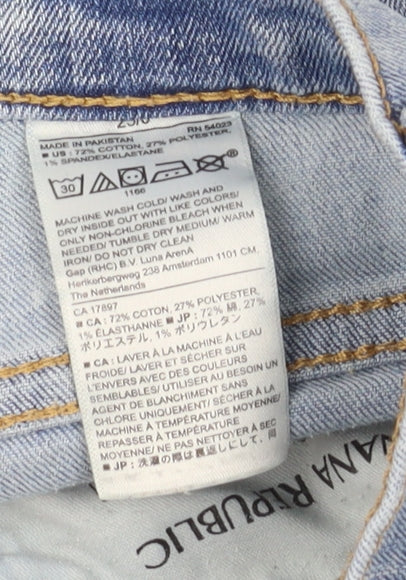 MADE IN PAKISTAN RN 54023
■ US : 72% COTTON, 27% POLYESTER,
1% SPANDEX/ELASTANE
30
1166
MACHINE WASH COLD/ WASH AND
DRY INSIDE OUT WITH LIKE COLORS/
ONLY NON-CHLORINE BLEACH WHEN
NEEDED/ TUMBLE DRY MEDIUM/ WARM
IRON/ DO NOT DRY CLEAN
Gap (RHC) B.V. Luna ArenA
Herikerbergweg 238 Amsterdam 1101 CM,
The Netherlands
CA 17897
■ CA : 72% COTON, 27% POLYESTER,
1% ÉLASTHANNE ■ JP : 72% 綿, 27%
ポリエステル, 1% ポリウレタン
■ CA : LAVER À LA MACHINE À L'EAU
FROIDE/ LAVER ET SÉCHER SUR
L'ENVERS AVEC DES COULEURS
SEMBLABLES/ UTILISER AU BESOIN UN
AGENT DE BLANCHIMENT SANS
CHLORE UNIQUEMENT/ SÉCHER À LA
MACHINE À TEMPÉRATURE MOYENNE/
REPASSER À TEMPÉRATURE
MOYENNE/ NE PAS NETTOYER À SEC
■ JP : 洗濯の際は裏返しにして、同
NANA REPUBLIC